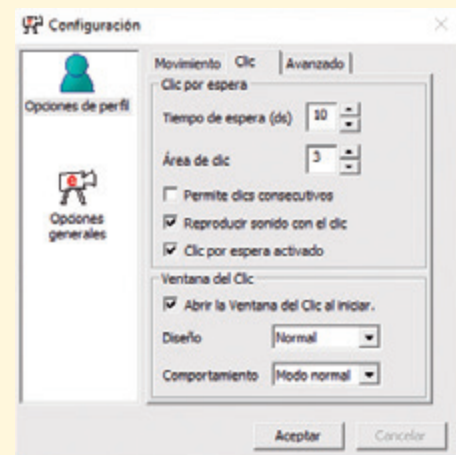 Configuración
Opciones de perfil
Opciones
generales
Movimiento Clic Avanzado
Clic por espera
Tiempo de espera (ds) 10
Área de clic 3
Permite clics consecutivos
Reproducir sonido con el clic
Clic por espera activado
Ventana del Clic
Abrir la Ventana del Clic al iniciar.
Diseño Normal
Comportamiento Modo normal
Aceptar Cancelar